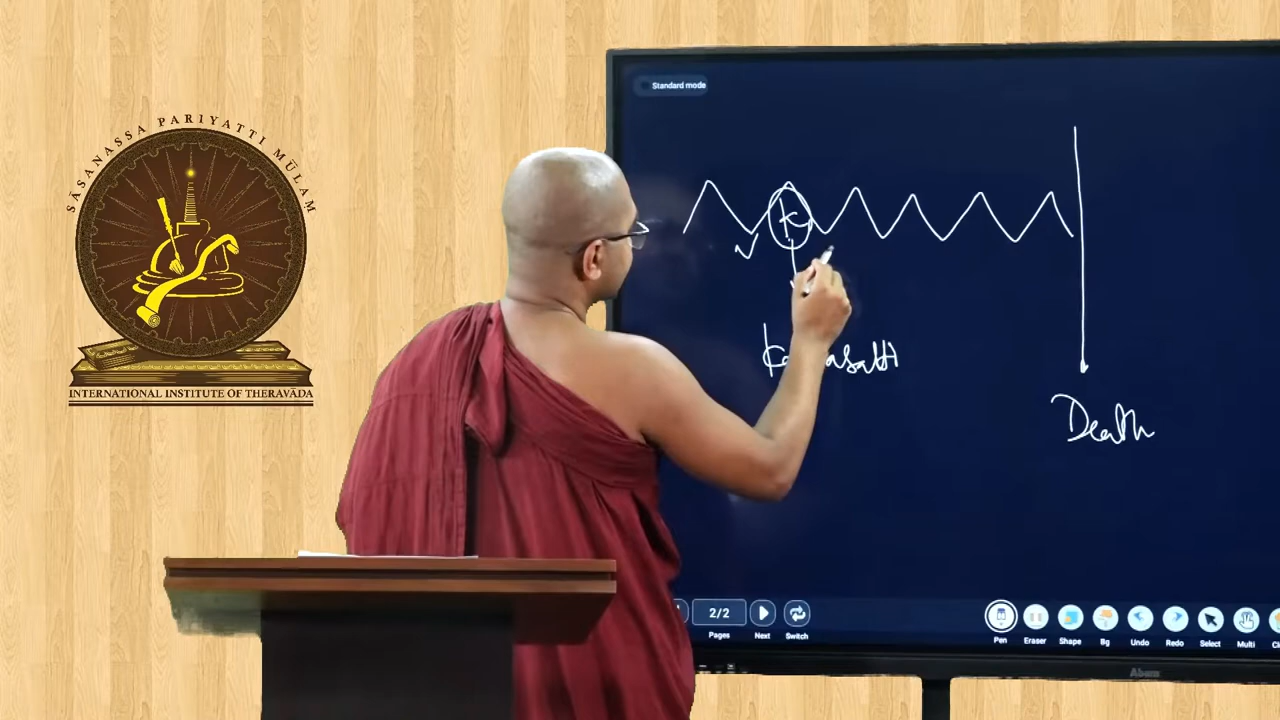 SĀSANASSA PARIYATTI MŪLAM
INTERNATIONAL INSTITUTE OF THERAVĀDA
Standard mode
K
Death
2/2
Pages
Next
Switch
Pen
Eraser
Shape
Bg
Undo
Redo
Select
Multi